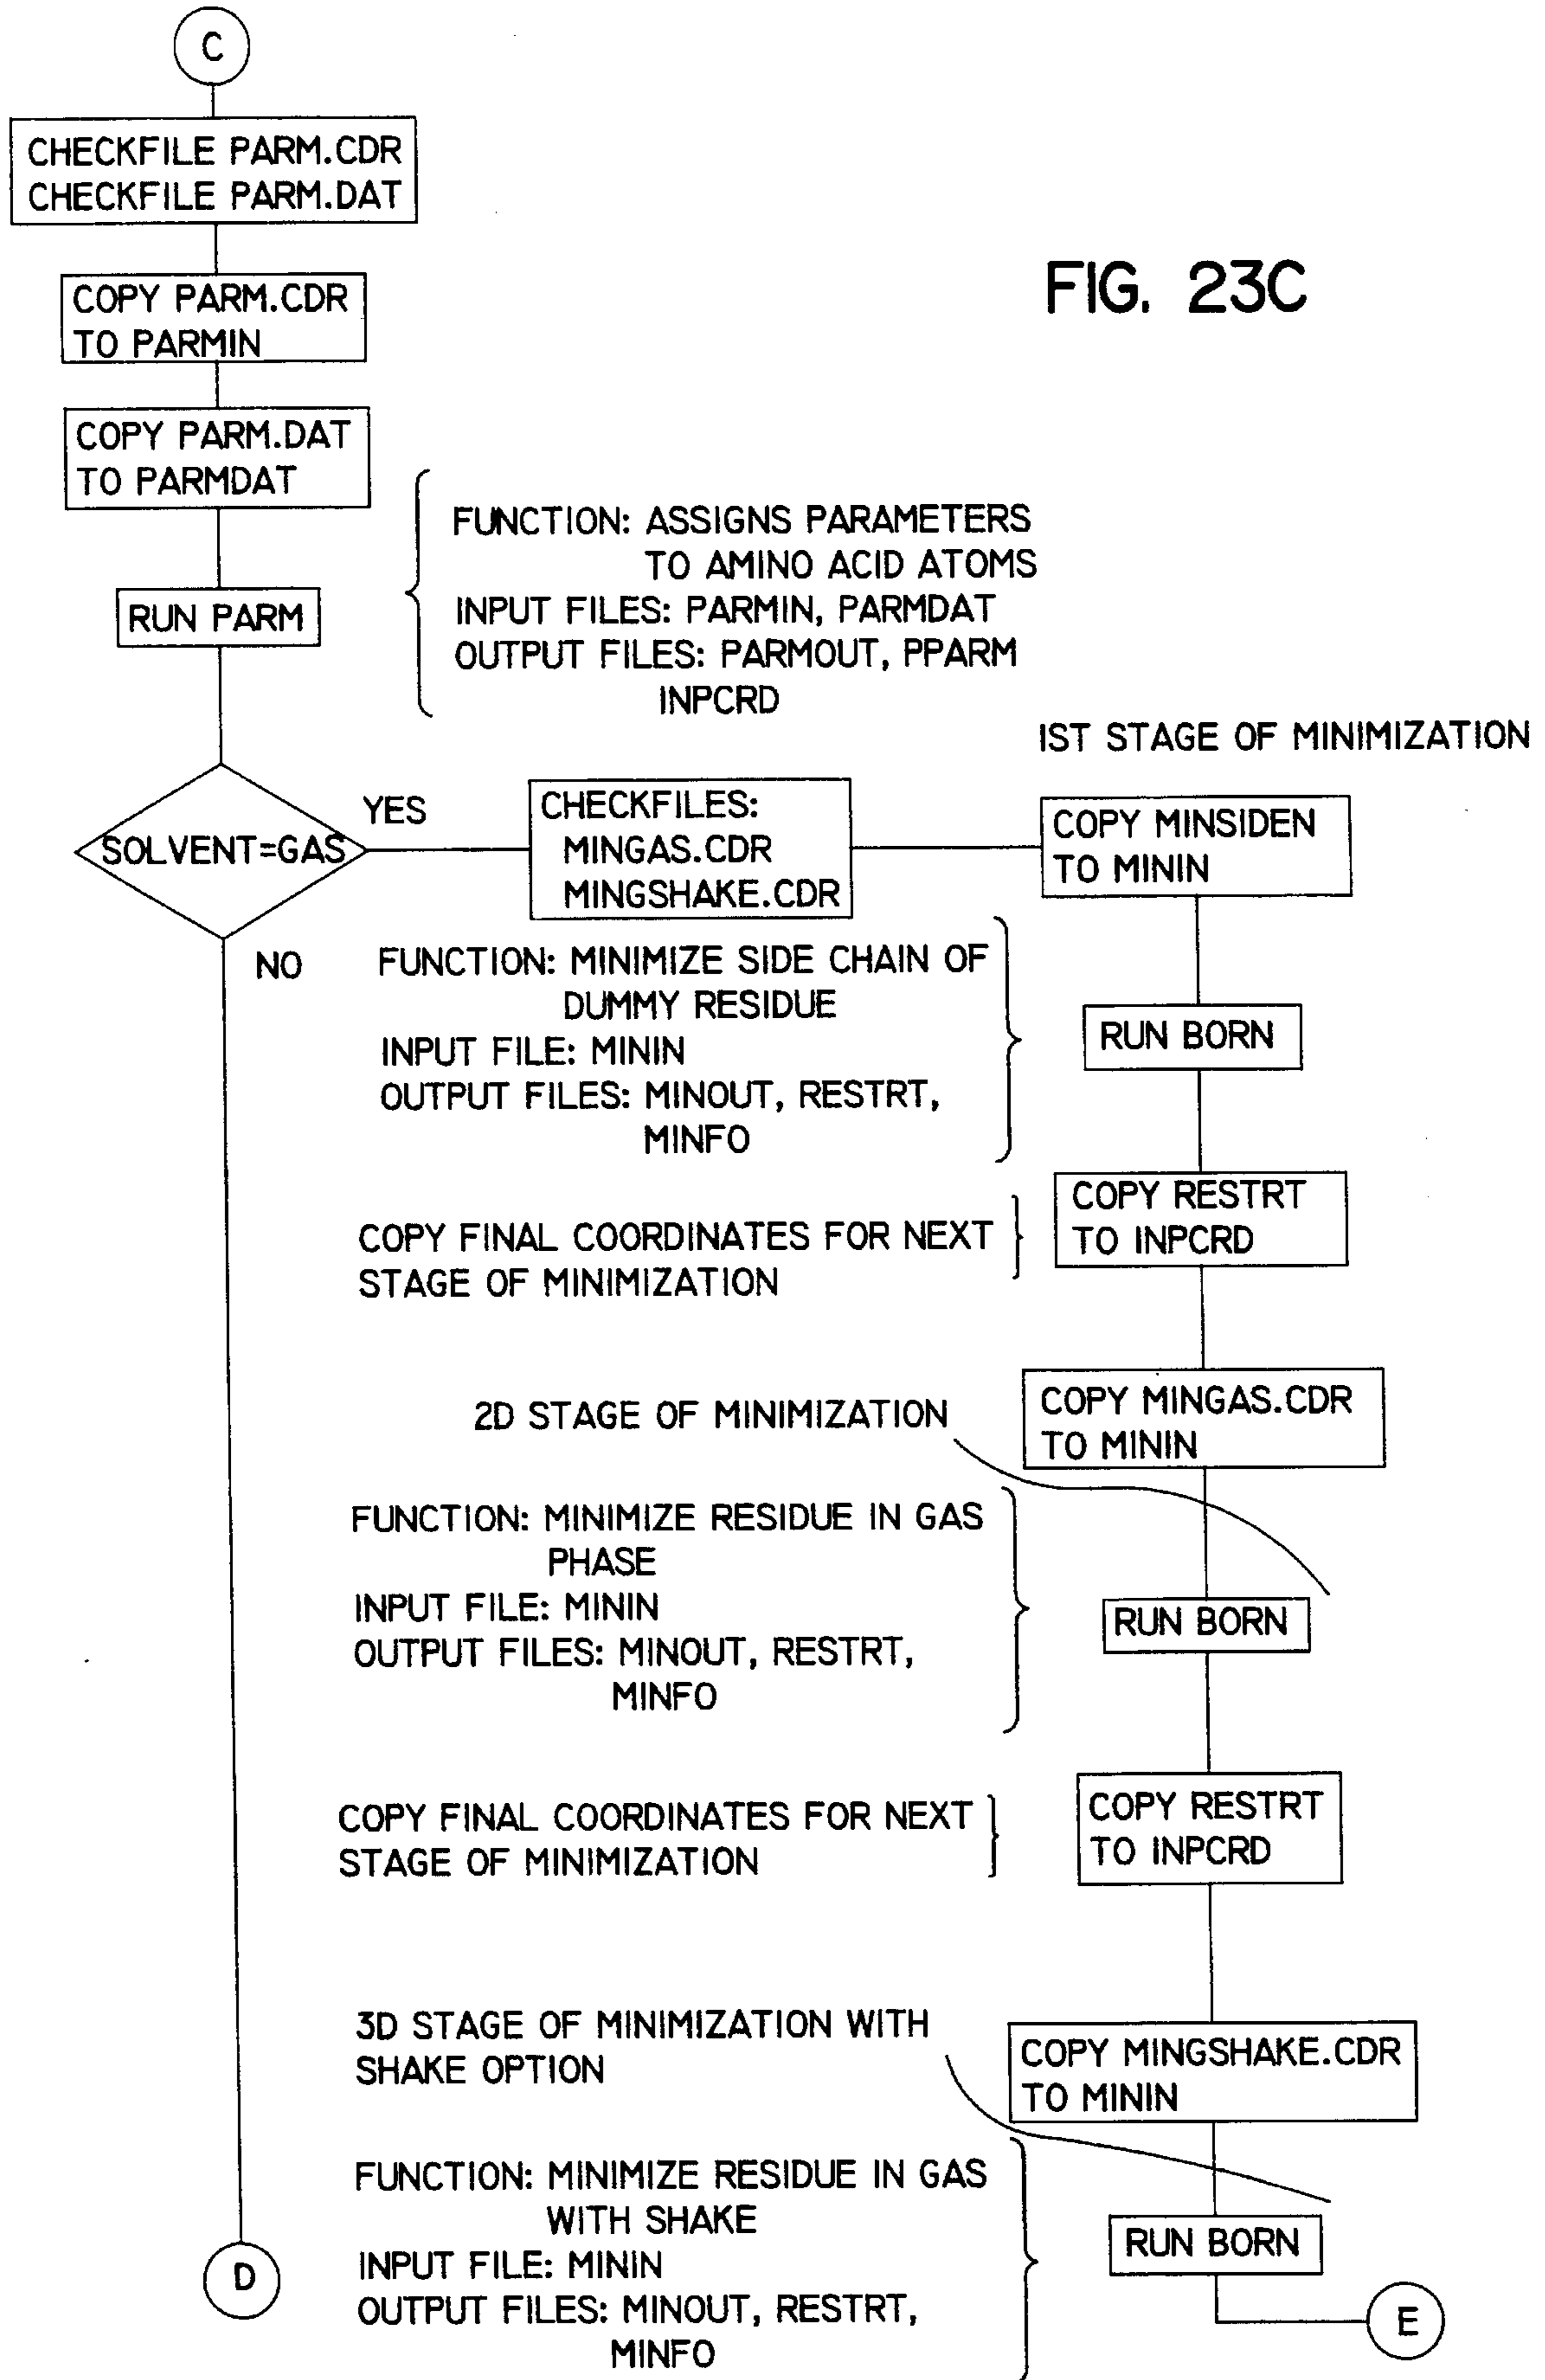 C
CHECKFILE PARM.CDR
CHECKFILE PARM.DAT
FIG. 23C
COPY PARM.CDR
TO PARMIN
COPY PARM.DAT
TO PARMDAT
RUN PARM
FUNCTION: ASSIGNS PARAMETERS
TO AMINO ACID ATOMS
INPUT FILES: PARMIN, PARMDAT
OUTPUT FILES: PARMOUT, PPARM
INPCRD
SOLVENT=GAS
YES
NO
CHECKFILES:
MINGAS.CDR
MINGSHAKE.CDR
1ST STAGE OF MINIMIZATION
COPY MINSIDEN
TO MININ
FUNCTION: MINIMIZE SIDE CHAIN OF
DUMMY RESIDUE
INPUT FILE: MININ
OUTPUT FILES: MINOUT, RESTRT,
MINFO
RUN BORN
COPY FINAL COORDINATES FOR NEXT
STAGE OF MINIMIZATION
COPY RESTRT
TO INPCRD
2D STAGE OF MINIMIZATION
COPY MINGAS.CDR
TO MININ
FUNCTION: MINIMIZE RESIDUE IN GAS
PHASE
INPUT FILE: MININ
OUTPUT FILES: MINOUT, RESTRT,
MINFO
RUN BORN
COPY FINAL COORDINATES FOR NEXT
STAGE OF MINIMIZATION
COPY RESTRT
TO INPCRD
3D STAGE OF MINIMIZATION WITH
SHAKE OPTION
COPY MINGSHAKE.CDR
TO MININ
FUNCTION: MINIMIZE RESIDUE IN GAS
WITH SHAKE
INPUT FILE: MININ
OUTPUT FILES: MINOUT, RESTRT,
MINFO
RUN BORN
D
E